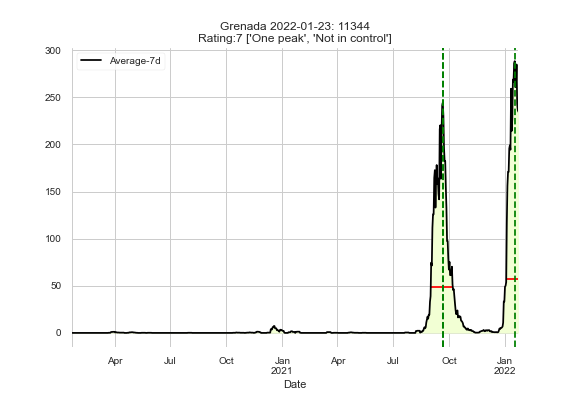 Grenada 2022-01-23: 11344
Rating:7 ['One peak', 'Not in control']
Average-7d
300
250
200
150
100
50
0
Apr Jul Oct Jan Apr Jul Oct Jan
2021 2022
Date